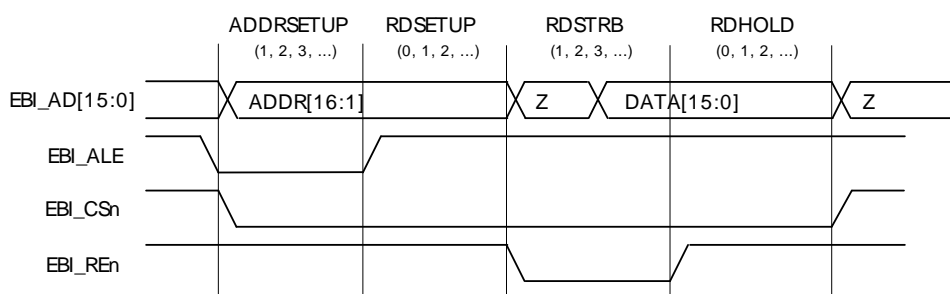 ADDRSETUP RDSETUP RDSTRB RDHOLD
(1, 2, 3, ...) (0, 1, 2, ...) (1, 2, 3, ...) (0, 1, 2, ...)
EBI_AD[15:0] ADDR[16:1] Z DATA[15:0] Z
EBI_ALE
EBI_CSn
EBI_REn